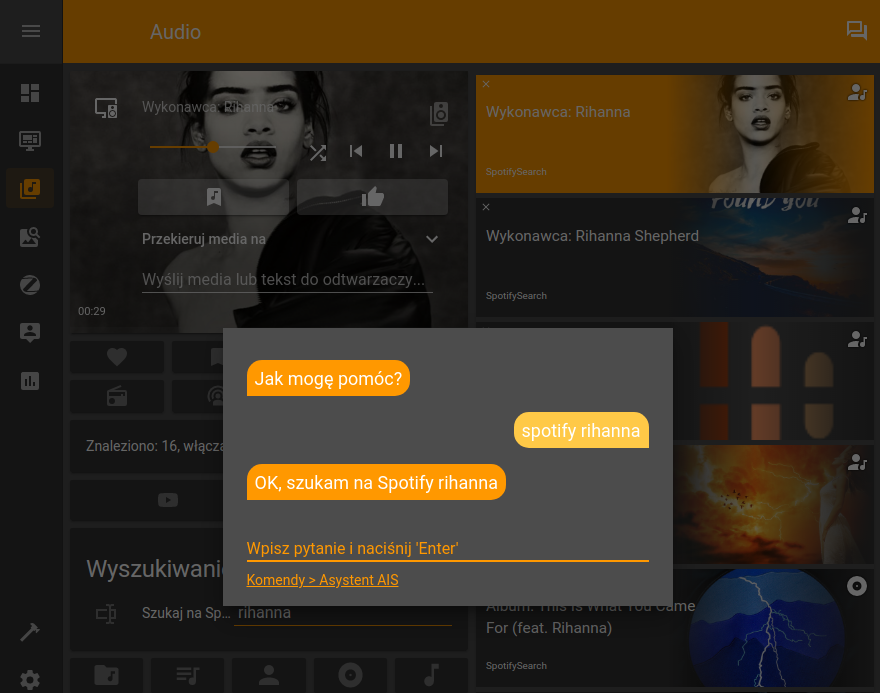 Audio
Wykonawca: Rihanna
Przekieruj media na
Wyślij media lub tekst do odtwarzaczy...
00:29
Znaleziono: 16, włącza
Wyszukiwani
Szukaj na Sp... rihanna
Wykonawca: Rihanna
SpotifySearch
Wykonawca: Rihanna Shepherd
SpotifySearch
Album: This Is What You Came
For (feat. Rihanna)
SpotifySearch
Jak mogę pomóc?
spotify rihanna
OK, szukam na Spotify rihanna
Wpisz pytanie i naciśnij 'Enter'
Komendy > Asystent AIS